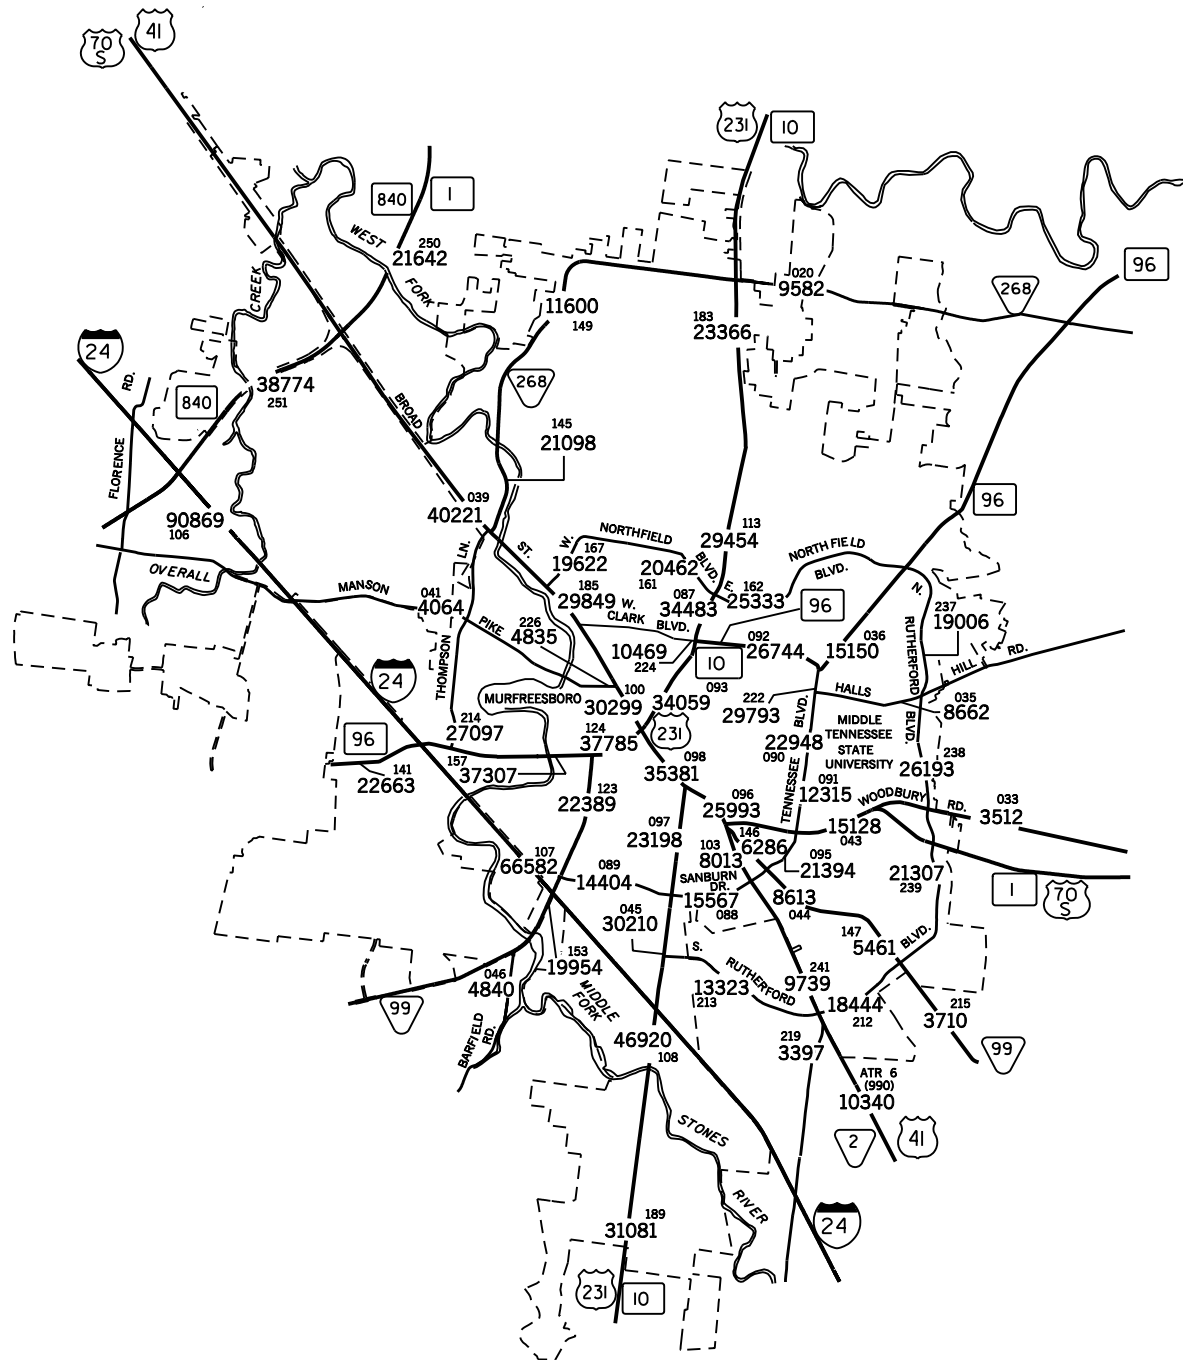 41
70
S
231
10
840
1
WEST
250
21642
FORK
CREEK
96
020
9582
268
11600
149
183
23366
24
RD.
38774
251
268
840
BROAD
145
21098
FLORENCE
039
40221
96
90869
106
113
29454
ST.
W.
NORTHFIELD
167
19622
20462
161
BLVD.
NORTHFIELD
BLVD.
LN.
OVERALL
MANSON
041
4064
185
29849
087
34483
E.
162
25333
96
N.
237
19006
W.
CLARK
BLVD.
PIKE
226
4835
10469
224
092
26744
036
15150
RUTHERFORD
BLVD.
HILL
RD.
10
24
THOMPSON
MURFREESBORO
100
30299
34059
093
222
29793
HALLS
035
8662
231
BLVD.
MIDDLE
TENNESSEE
STATE
UNIVERSITY
214
27097
124
37785
22948
090
96
141
22663
157
37307
098
35381
238
26193
TENNESSEE
091
12315
WOODBURY
RD.
033
3512
123
22389
096
25993
097
23198
146
6286
15128
043
103
8013
095
21394
107
66582
089
14404
SANBURN
DR.
15567
088
21307
239
8613
044
1
70
S
045
30210
S.
147
5461
BLVD.
153
19954
046
4840
RUTHERFORD
13323
213
241
9739
18444
212
215
3710
99
MIDDLE
FORK
BARFIELD
RD.
46920
108
219
3397
99
ATR 6
(990)
10340
STONES
2
41
RIVER
24
189
31081
231
10